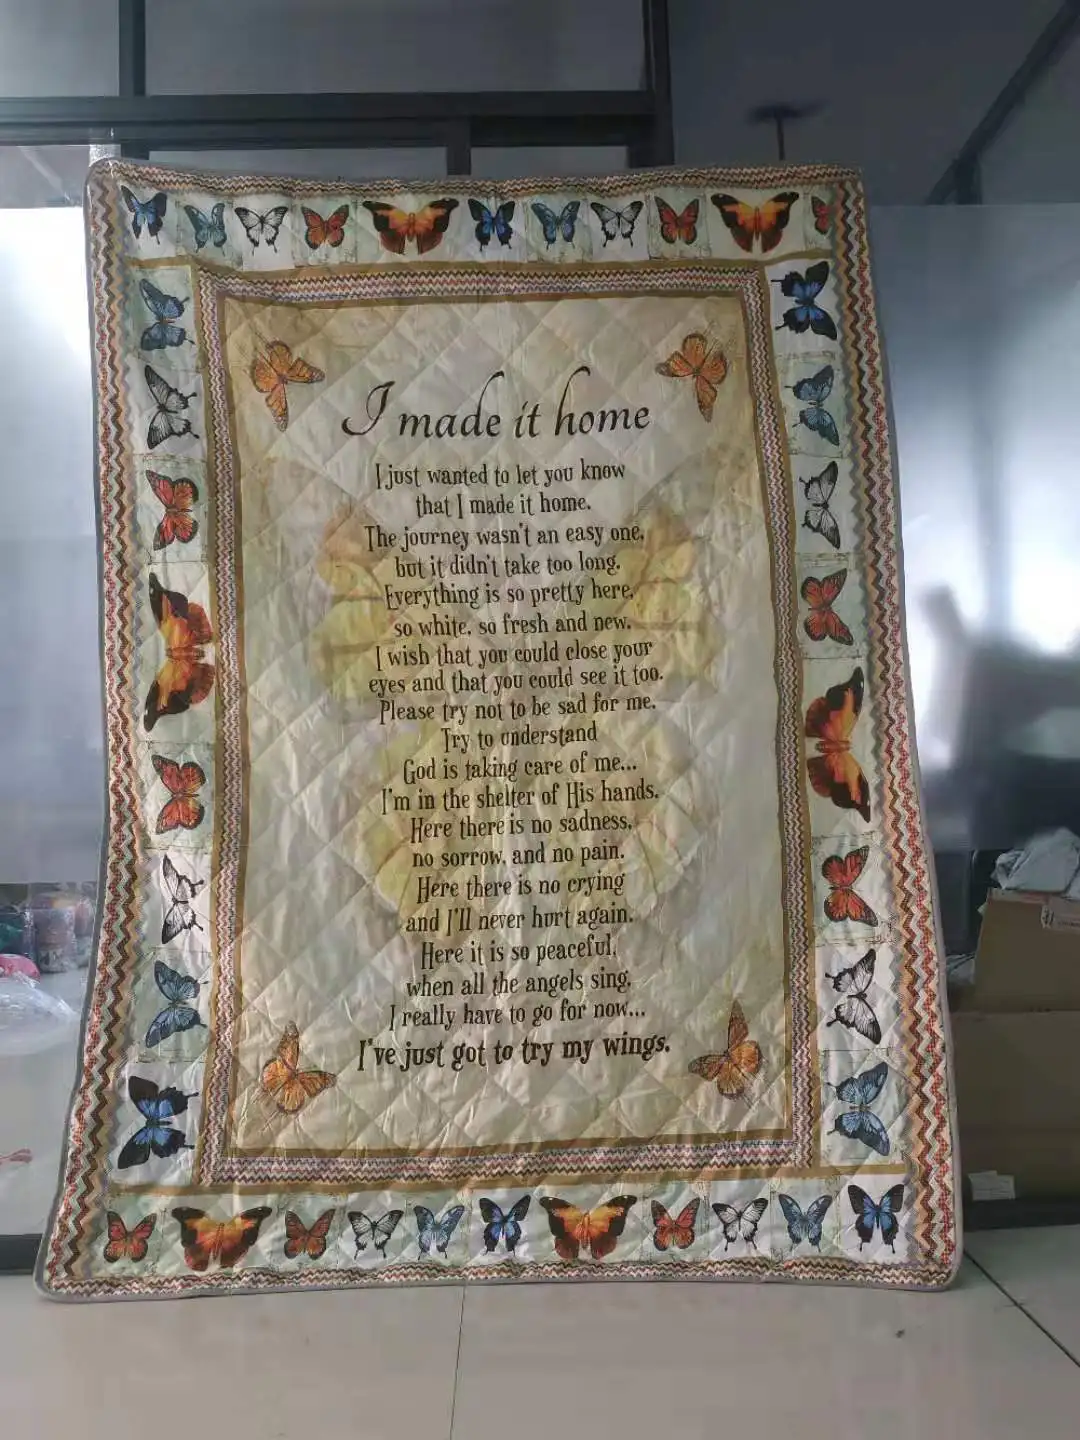 I made it home
I just wanted to let you know
that I made it home.
The journey wasn't an easy one,
but it didn't take too long.
Everything is so pretty here,
so white, so fresh and new.
I wish that you could close your
eyes and that you could see it too.
Please try not to be sad for me.
Try to understand
God is taking care of me...
I'm in the shelter of His hands.
Here there is no sadness,
no sorrow, and no pain.
Here there is no crying
and I'll never hurt again.
Here it is so peaceful,
when all the angels sing.
I really have to go for now...
I've just got to try my wings.